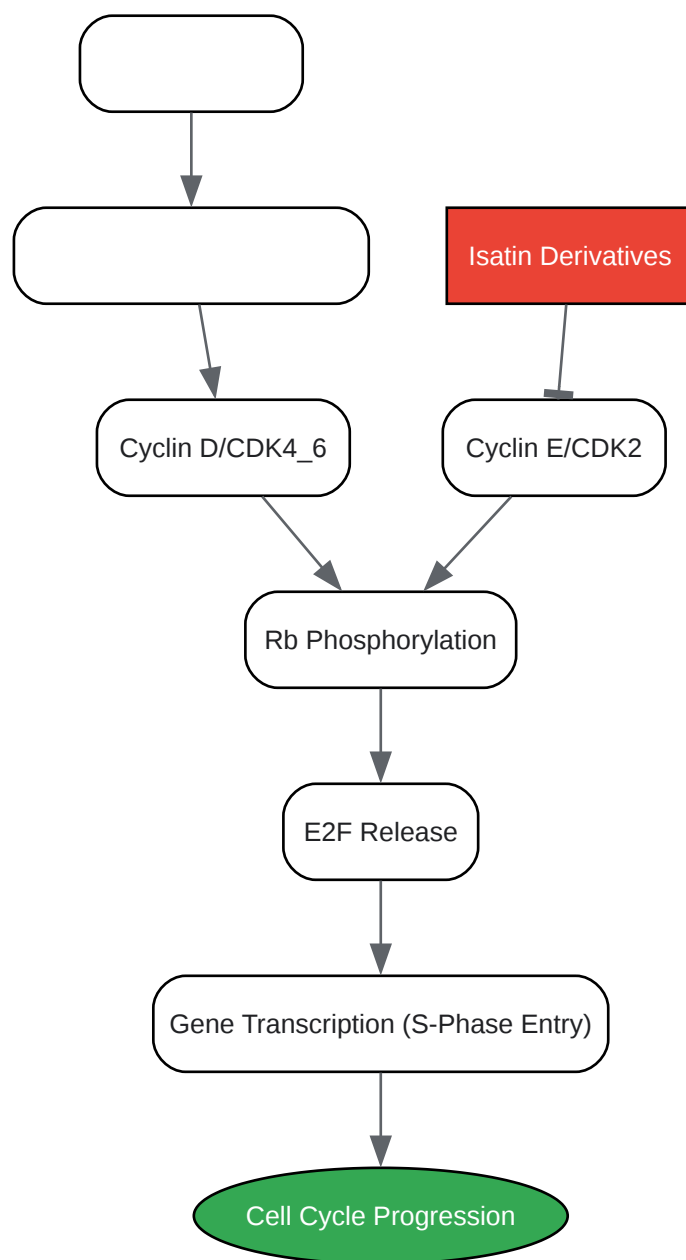 Isatin Derivatives
Cyclin D/CDK4_6
Cyclin E/CDK2
Rb Phosphorylation
E2F Release
Gene Transcription (S-Phase Entry)
Cell Cycle Progression